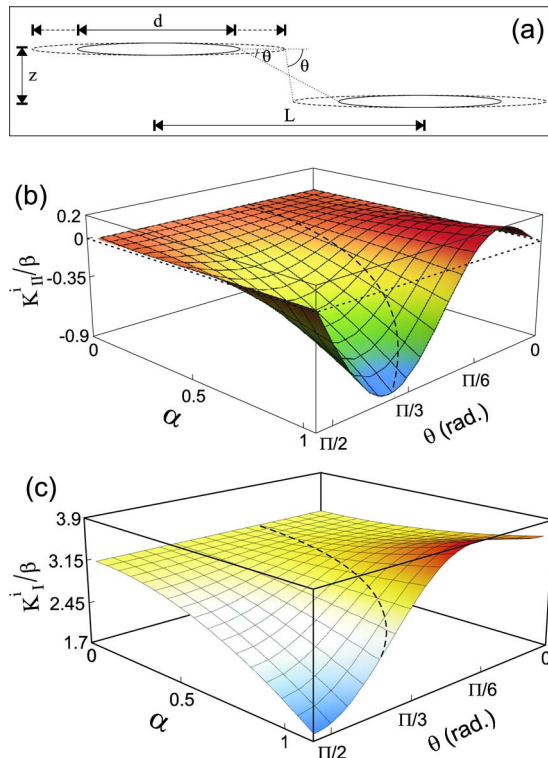 (a)
d
z
θ
θ
L
(b)
0.2
0
-0.35
-0.9
K^i_II/β
0
0.5
1
α
Π/2
Π/3
Π/6
0
θ (rad.)
(c)
3.9
3.15
2.45
1.7
K^i_I/β
0
0.5
1
α
Π/2
Π/3
Π/6
0
θ (rad.)